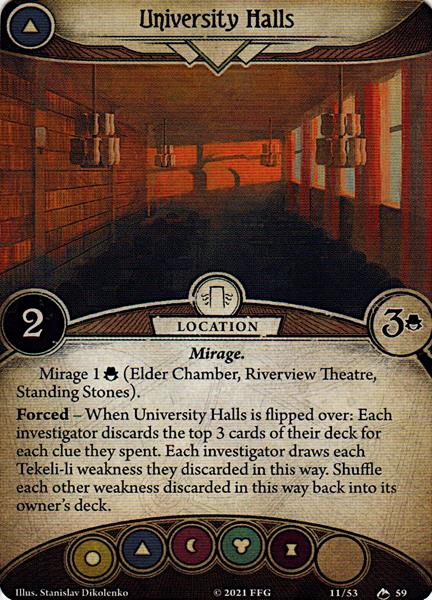 University Halls
2
LOCATION
3
Mirage.
Mirage 1 (Elder Chamber, Riverview Theatre,
Standing Stones).
Forced – When University Halls is flipped over: Each
investigator discards the top 3 cards of their deck for
each clue they spent. Each investigator draws each
Tekeli-li weakness they discarded in this way. Shuffle
each other weakness discarded in this way back into its
owner's deck.
Illus. Stanislav Dikolenko © 2021 FFG 11/53 59